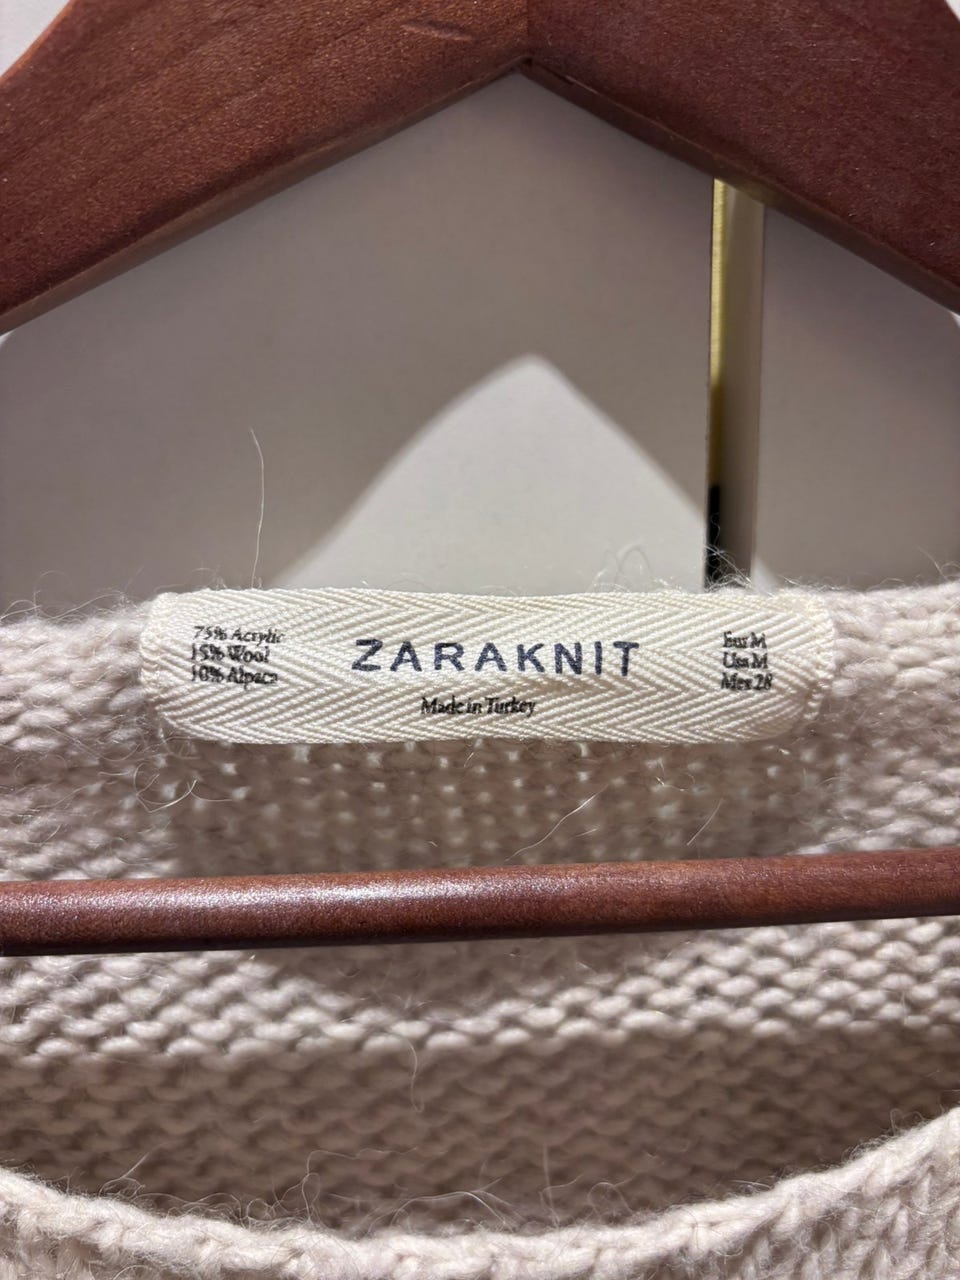 75% Acrylic
15% Wool
10% Alpaca
ZARAKNIT
Made in Turkey
Eur M
Usa M
Mex 28